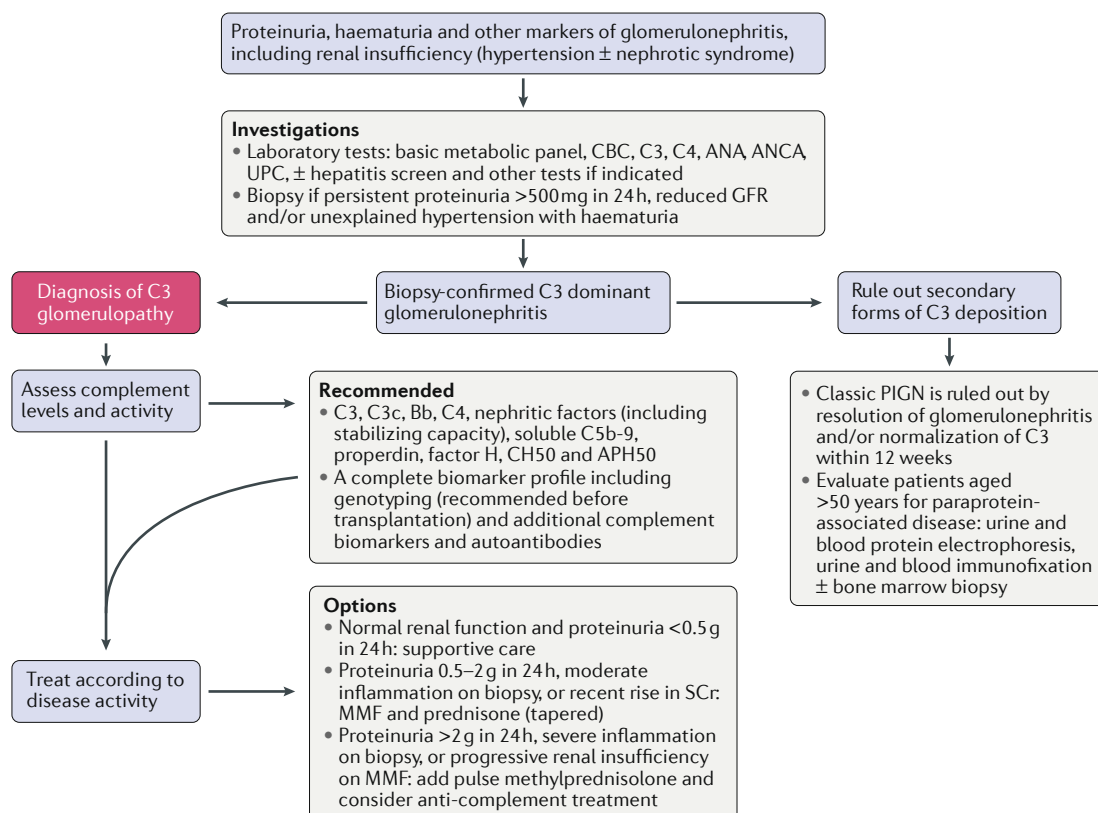 Proteinuria, haematuria and other markers of glomerulonephritis,
including renal insufficiency (hypertension ± nephrotic syndrome)
Investigations
• Laboratory tests: basic metabolic panel, CBC, C3, C4, ANA, ANCA,
UPC, ± hepatitis screen and other tests if indicated
• Biopsy if persistent proteinuria >500 mg in 24 h, reduced GFR
and/or unexplained hypertension with haematuria
Diagnosis of C3
glomerulopathy
Biopsy-confirmed C3 dominant
glomerulonephritis
Rule out secondary
forms of C3 deposition
Assess complement
levels and activity
Recommended
• C3, C3c, Bb, C4, nephritic factors (including
stabilizing capacity), soluble C5b-9,
properdin, factor H, CH50 and APH50
• A complete biomarker profile including
genotyping (recommended before
transplantation) and additional complement
biomarkers and autoantibodies
• Classic PIGN is ruled out by
resolution of glomerulonephritis
and/or normalization of C3
within 12 weeks
• Evaluate patients aged
>50 years for paraprotein-
associated disease: urine and
blood protein electrophoresis,
urine and blood immunofixation
± bone marrow biopsy
Treat according to
disease activity
Options
• Normal renal function and proteinuria <0.5 g
in 24 h: supportive care
• Proteinuria 0.5–2 g in 24 h, moderate
inflammation on biopsy, or recent rise in SCr:
MMF and prednisone (tapered)
• Proteinuria >2 g in 24 h, severe inflammation
on biopsy, or progressive renal insufficiency
on MMF: add pulse methylprednisolone and
consider anti-complement treatment